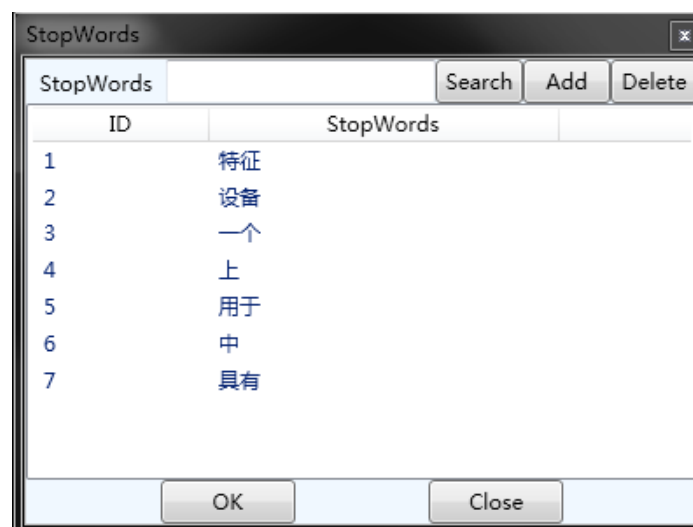 StopWords
StopWords Search Add Delete
ID StopWords
1 特征
2 设备
3 一个
4 上
5 用于
6 中
7 具有
OK Close